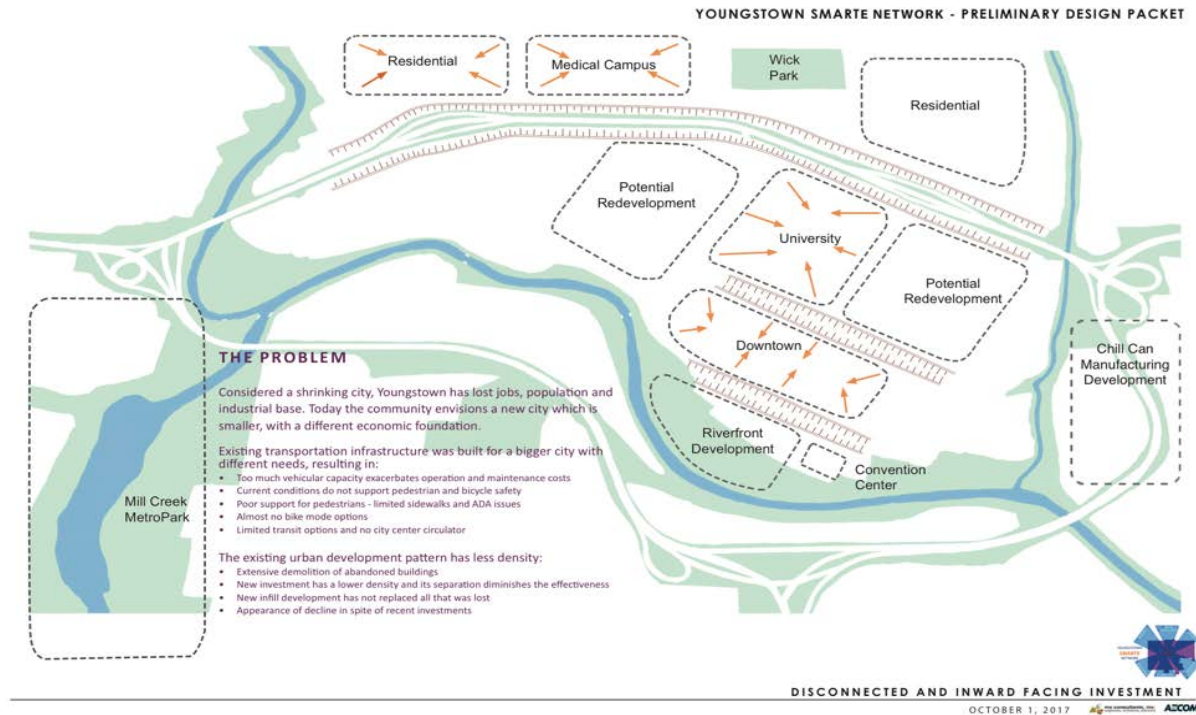 YOUNGSTOWN SMARTE NETWORK - PRELIMINARY DESIGN PACKET
Residential
Medical Campus
Wick
Park
Residential
Potential
Redevelopment
University
Potential
Redevelopment
Downtown
Chill Can
Manufacturing
Development
Riverfront
Development
Convention
Center
Mill Creek
MetroPark
THE PROBLEM
Considered a shrinking city, Youngstown has lost jobs, population and
industrial base. Today the community envisions a new city which is
smaller, with a different economic foundation.
Existing transportation infrastructure was built for a bigger city with
different needs, resulting in:
• Too much vehicular capacity exacerbates operation and maintenance costs
• Current conditions do not support pedestrian and bicycle safety
• Poor support for pedestrians - limited sidewalks and ADA issues
• Almost no bike mode options
• Limited transit options and no city center circulator
The existing urban development pattern has less density:
• Extensive demolition of abandoned buildings
• New investment has a lower density and its separation diminishes the effectiveness
• New infill development has not replaced all that was lost
• Appearance of decline in spite of recent investments
YOUNGSTOWN
SMARTE
NETWORK
DISCONNECTED AND INWARD FACING INVESTMENT
OCTOBER 1, 2017
ms consultants, inc.
AECOM